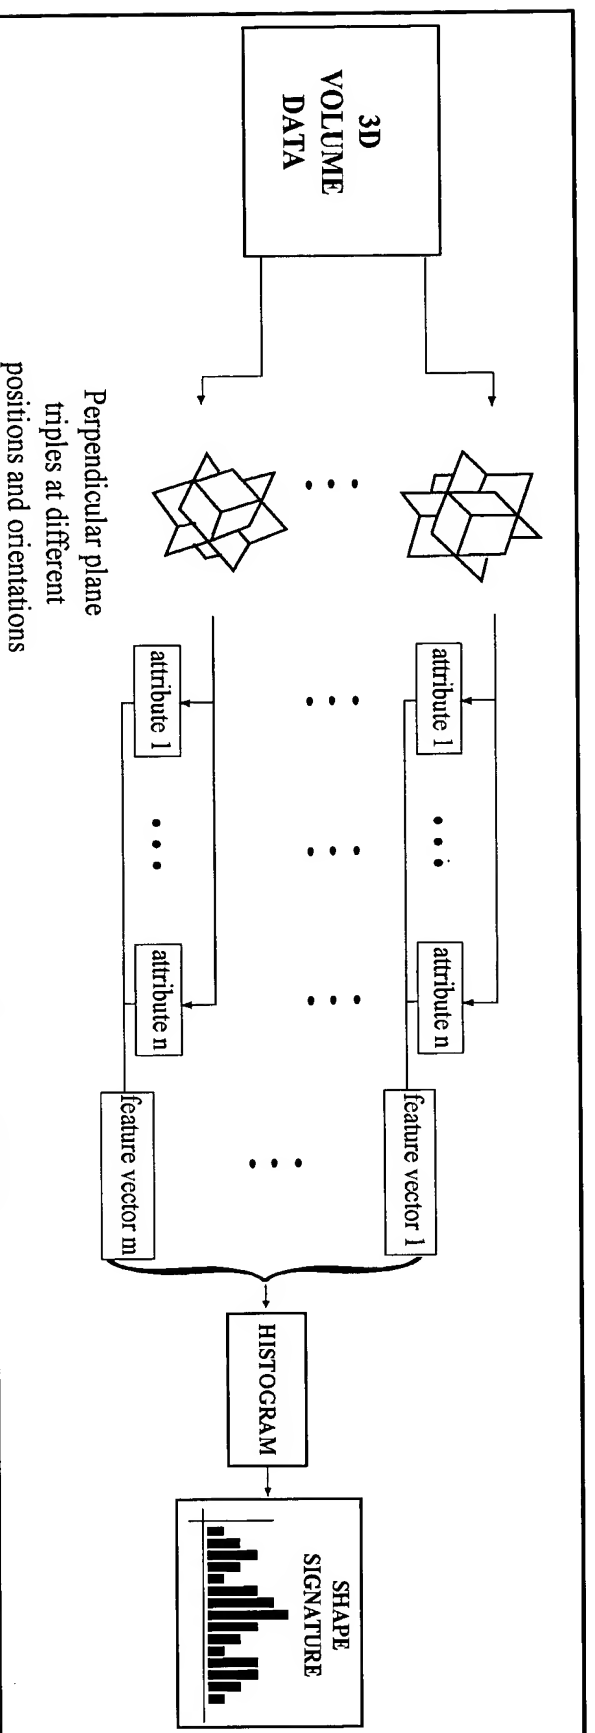 3D
VOLUME
DATA
Perpendicular plane
triples at different
positions and orientations
attribute 1
attribute n
feature vector 1
attribute 1
attribute n
feature vector m
HISTOGRAM
SHAPE
SIGNATURE